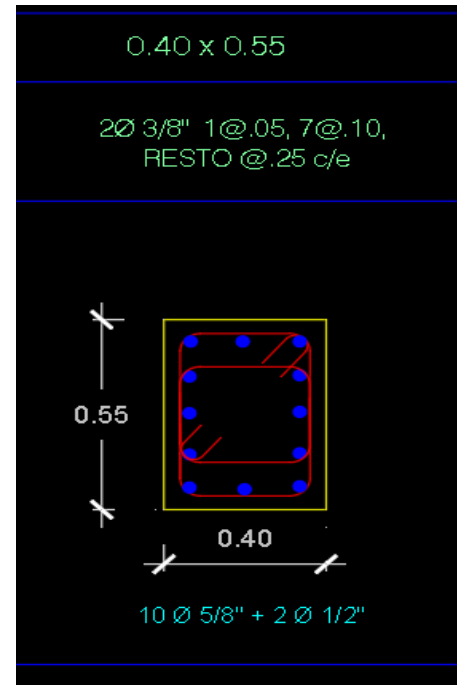 0.40 x 0.55
2Ø 3/8" 1@.05, 7@.10,
RESTO @.25 c/e
0.55
0.40
10 Ø 5/8" + 2 Ø 1/2"